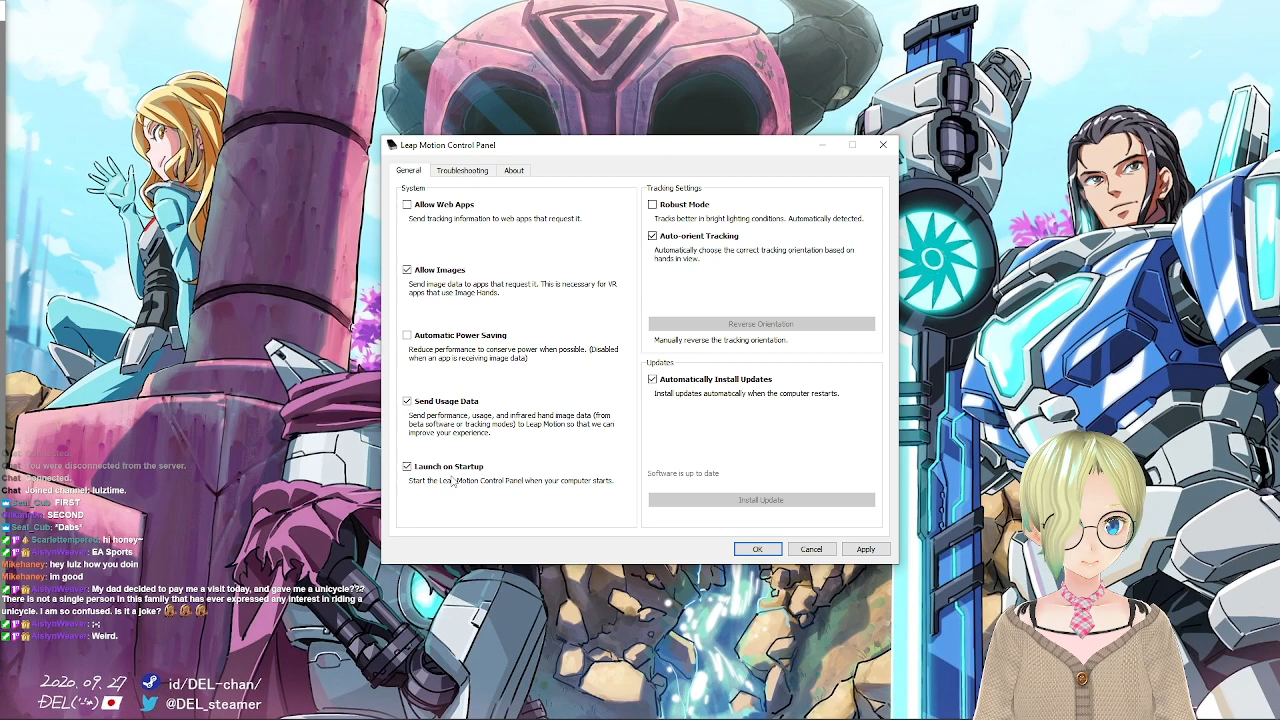 Leap Motion Control Panel
General
Troubleshooting
About
System
Allow Web Apps
Send tracking information to web apps that request it.
Allow Images
Send image data to apps that request it. This is necessary for VR
apps that use Image Hands.
Automatic Power Saving
Reduce performance to conserve power when possible. (Disabled
when an app is receiving image data)
Send Usage Data
Send performance, usage, and infrared hand image data (from
beta software or tracking modes) to Leap Motion so that we can
improve your experience.
Launch on Startup
Start the Leap Motion Control Panel when your computer starts.
Tracking Settings
Robust Mode
Tracks better in bright lighting conditions. Automatically detected.
Auto-orient Tracking
Automatically choose the correct tracking orientation based on
hands in view.
Reverse Orientation
Manually reverse the tracking orientation.
Updates
Automatically Install Updates
Install updates automatically when the computer restarts.
Software is up to date
Install Update
OK
Cancel
Apply
Chat Connected.
Chat You were disconnected from the server.
Chat Connected.
Chat Joined channel: lulztime.
Seal_Cub: FIRST
SECOND
Seal_Cub: *Dabs*
Scarlettempered: hi honey~
AislynWeaver: EA Sports
Mikehaney: hey lulz how you doin
Mikehaney: im good
AislynWeaver: My dad decided to pay me a visit today, and gave me a unicycle???
There is not a single person in this family that has ever expressed any interest in riding a
unicycle. I am so confused. Is it a joke?
AislynWeaver: ;-;
AislynWeaver: Weird.
2020.09.27
DEL
id/DEL-chan/
@DEL_steamer